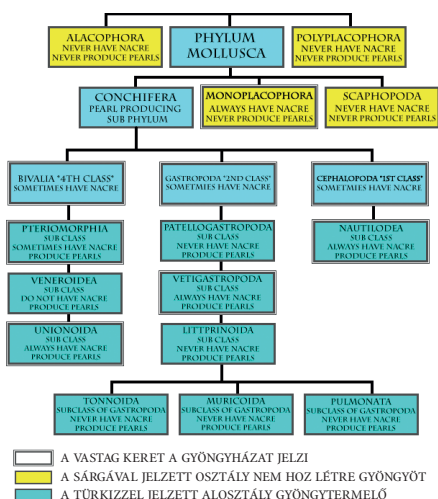 ALACOPHORA
NEVER HAVE NACRE
NEVER PRODUCE PEARLS
PHYLUM
MOLLUSCA
POLYPLACOPHORA
NEVER HAVE NACRE
NEVER PRODUCE PEARLS
CONCHIFERA
PEARL PRODUCING
SUB PHYLUM
MONOPLACOPHORA
ALWAYS HAVE NACRE
NEVER PRODUCE PEARLS
SCAPHOPODA
NEVER HAVE NACRE
NEVER PRODUCE PEARLS
BIVALIA "4TH CLASS"
SOMETIMES HAVE NACRE
GASTROPODA "2ND CLASS"
SOMETMIES HAVE NACRE
CEPHALOPODA "1ST CLASS"
SOMETMIES HAVE NACRE
PTERIOMORPHIA
SUB CLASS
SOMETIMES HAVE NACRE
PRODUCE PEARLS
PATELLOGASTROPODA
SUB CLASS
NEVER HAVE NACRE
PRODUCE PEARLS
NAUTILODEA
SUB CLASS
ALWAYS HAVE NACRE
PRODUCE PEARLS
VENEROIDEA
SUB CLASS
DO NOT HAVE NACRE
PRODUCE PEARLS
VETIGASTROPODA
SUB CLASS
ALWAYS HAVE NACRE
PRODUCE PEARLS
UNIONOIDA
SUB CLASS
ALWAYS HAVE NACRE
PRODUCE PEARLS
LITTPRINOIDA
SUB CLASS
NEVER HAVE NACRE
PRODUCE PEARLS
TONNOIDA
SUBCLASS OF GASTROPODA
NEVER HAVE NACRE
PRODUCE PEARLS
MURICOIDA
SUBCLASS OF GASTROPODA
NEVER HAVE NACRE
PRODUCE PEARLS
PULMONATA
SUBCLASS OF GASTROPODA
NEVER HAVE NACRE
PRODUCE PEARLS
A VASTAG KERET A GYÖNGYHÁZAT JELZI
A SÁRGÁVAL JELZETT OSZTÁLY NEM HOZ LÉTRE GYÖNGYÖT
A TÜRKIZZEL JELZETT ALOSZTÁLY GYÖNGYTERMELŐ